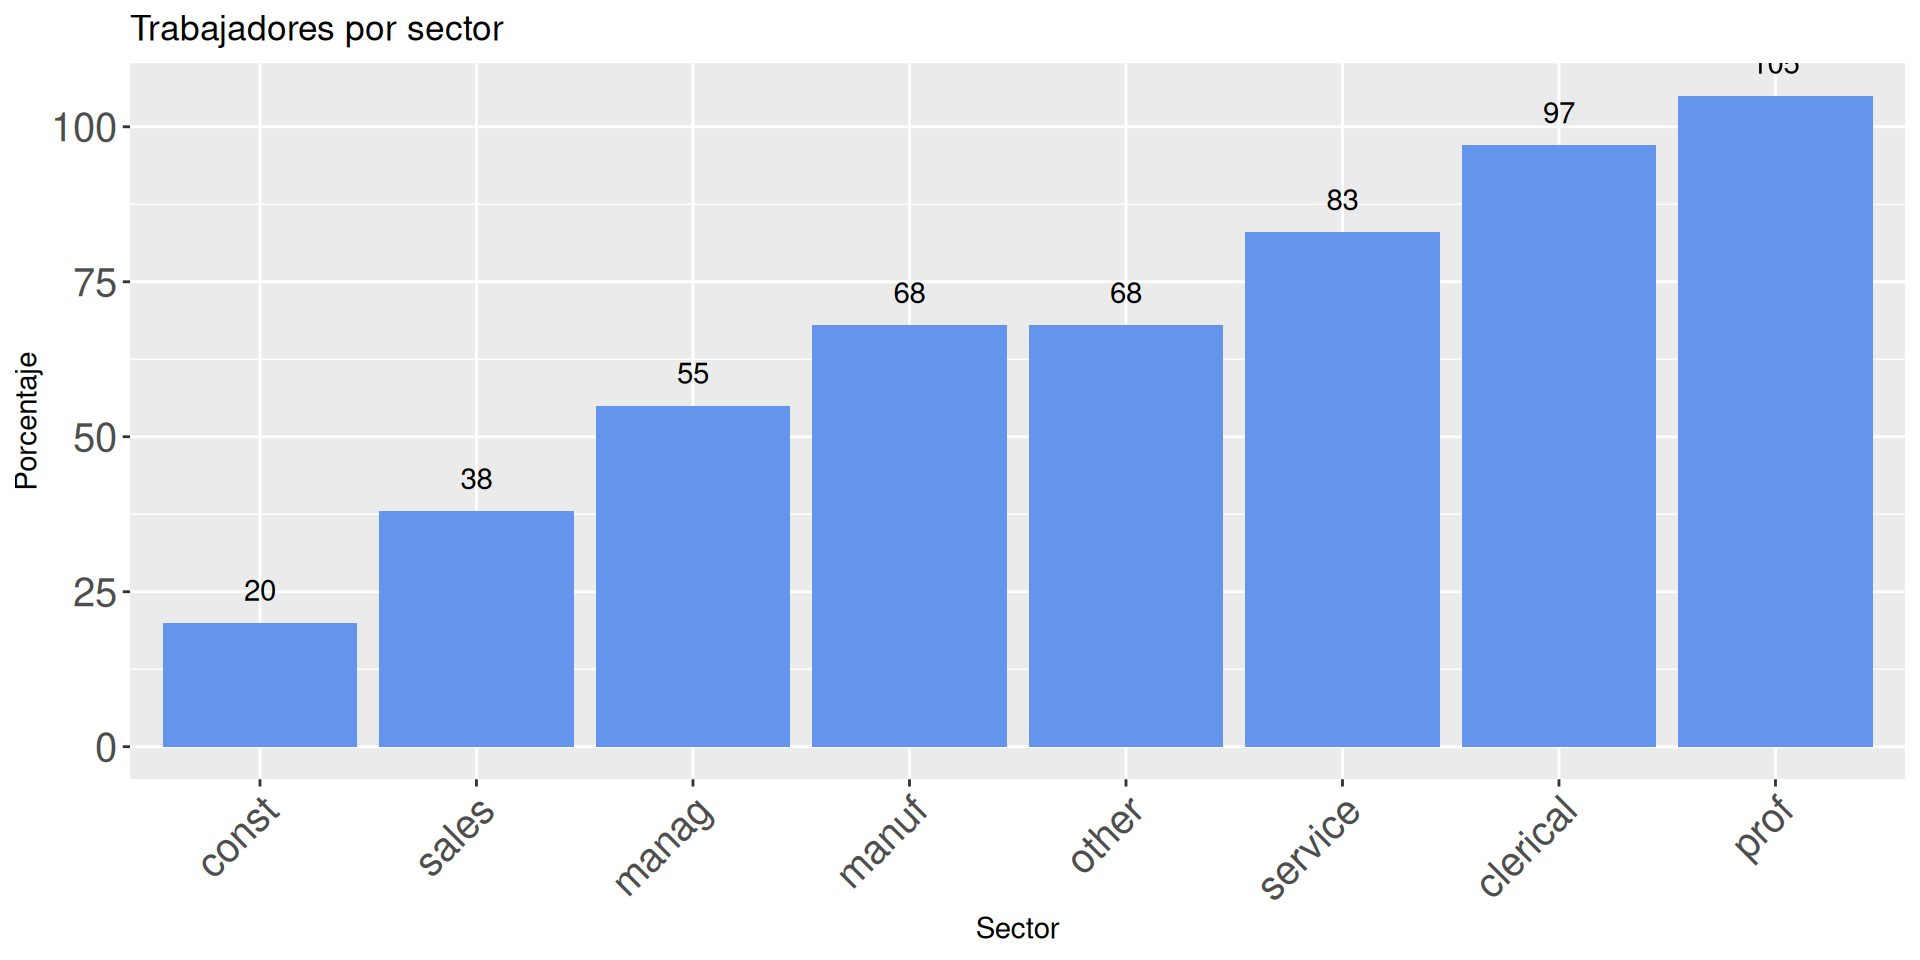 Trabajadores por sector
Porcentaje
100
75
50
25
0
20
38
55
68
68
83
97
105
const
sales
manag
manuf
other
service
clerical
prof
Sector